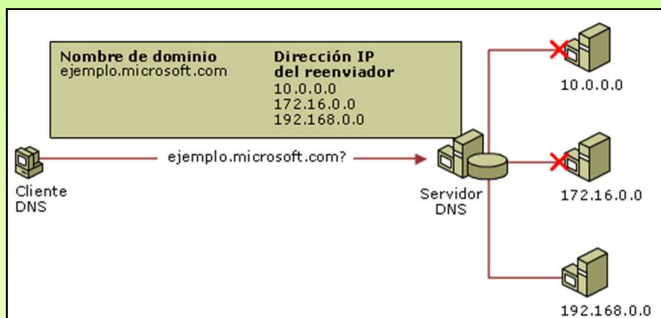 Nombre de dominio
ejemplo.microsoft.com
Dirección IP
del reenviador
10.0.0.0
172.16.0.0
192.168.0.0
ejemplo.microsoft.com?
Cliente
DNS
Servidor
DNS
10.0.0.0
172.16.0.0
192.168.0.0